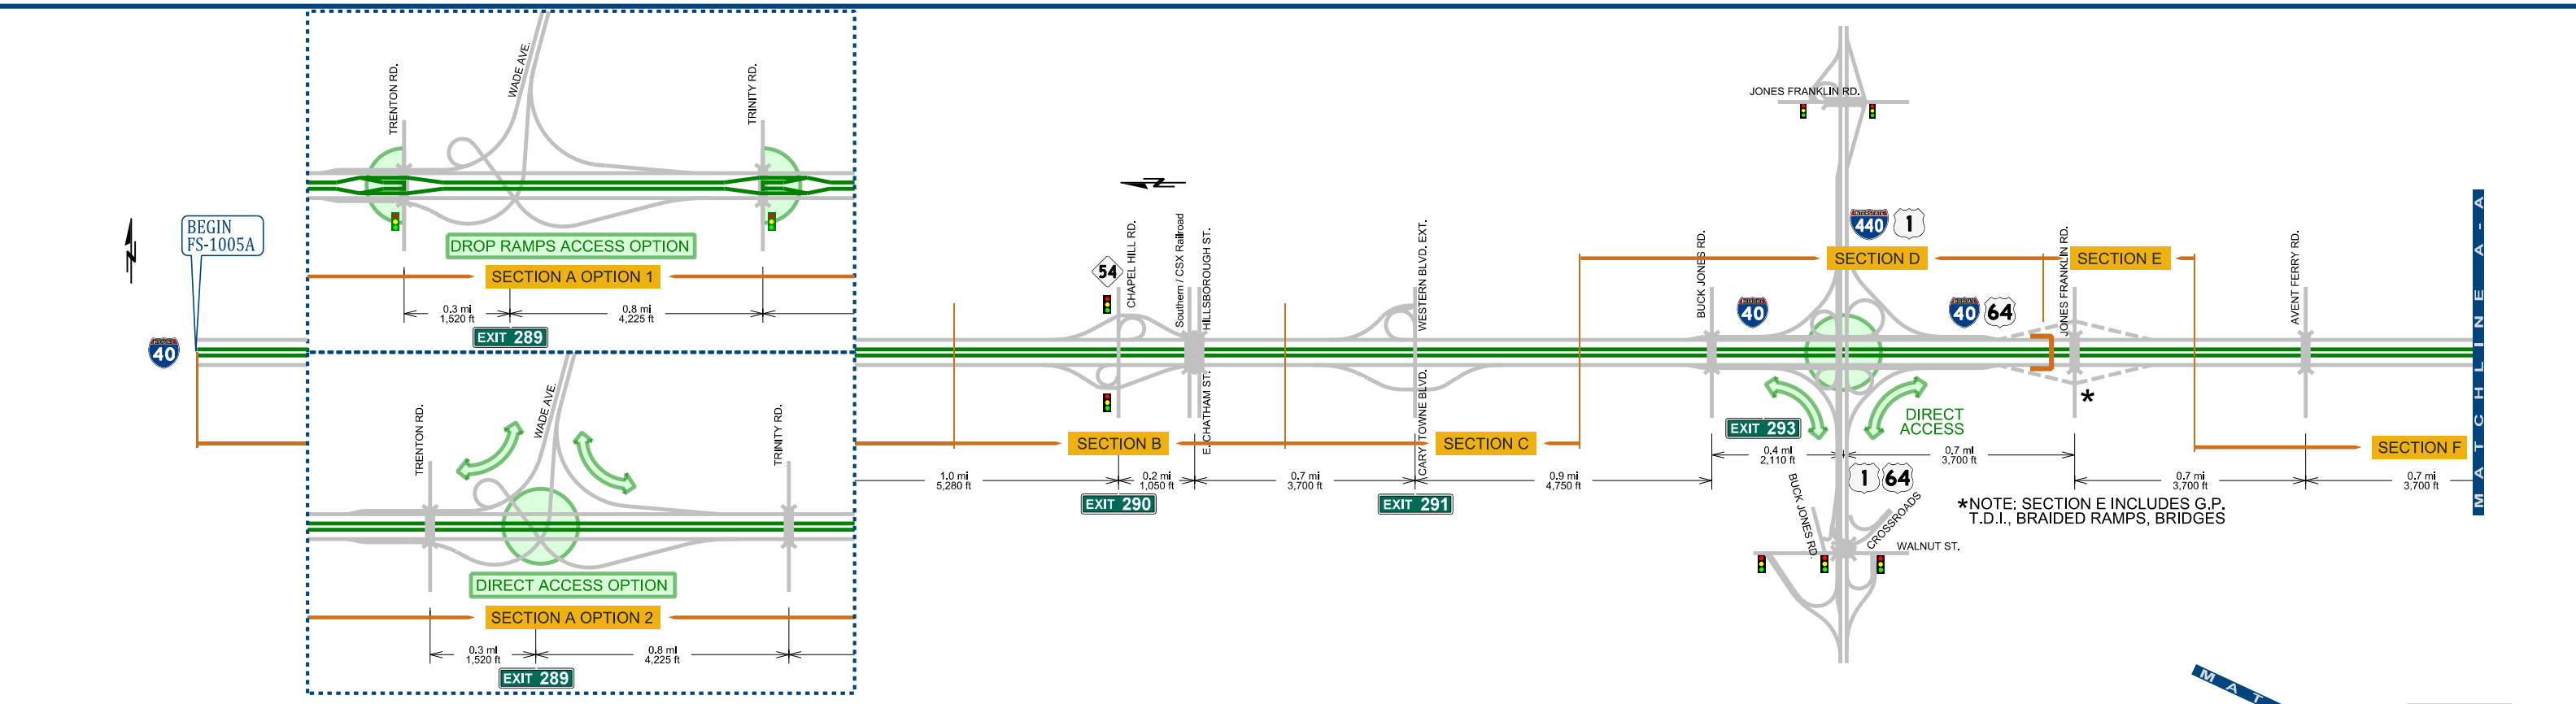 BEGIN
FS-1005A
N
INTERSTATE
40
TRENTON RD.
WADE AVE.
TRINITY RD.
DROP RAMPS ACCESS OPTION
SECTION A OPTION 1
0.3 mi
1,520 ft
0.8 mi
4,225 ft
EXIT 289
TRENTON RD.
WADE AVE.
TRINITY RD.
DIRECT ACCESS OPTION
SECTION A OPTION 2
0.3 mi
1,520 ft
0.8 mi
4,225 ft
EXIT 289
N
54
CHAPEL HILL RD.
Southern / CSX Railroad
HILLSBOROUGH ST.
E. CHATHAM ST.
WESTERN BLVD. EXT.
CARY TOWNE BLVD.
SECTION B
SECTION C
1.0 mi
5,280 ft
0.2 mi
1,050 ft
0.7 mi
3,700 ft
0.9 mi
4,750 ft
EXIT 290
EXIT 291
JONES FRANKLIN RD.
INTERSTATE
440
1
BUCK JONES RD.
SECTION D
SECTION E
INTERSTATE
40
INTERSTATE
40
64
JONES FRANKLIN RD.
AVENT FERRY RD.
*
DIRECT
ACCESS
EXIT 293
0.4 mi
2,110 ft
0.7 mi
3,700 ft
1
64
BUCK JONES RD.
CROSSROADS
WALNUT ST.
SECTION F
0.7 mi
3,700 ft
0.7 mi
3,700 ft
*NOTE: SECTION E INCLUDES G.P.
T.D.I., BRAIDED RAMPS, BRIDGES
MATCHLINE A-A
MAT